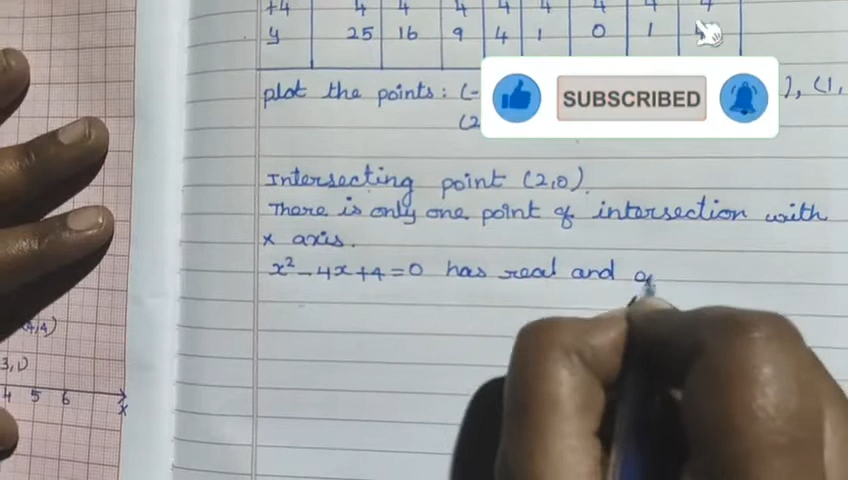 +4 4 4 4 4 4 4 4
y 25 16 9 4 1 0 1
plot the points: (- ), (1,
(2
SUBSCRIBED
Intersecting point (2,0).
There is only one point of intersection with
x axis.
x² - 4x + 4 = 0 has real and
(4,4)
3,1)
4 5 6
x